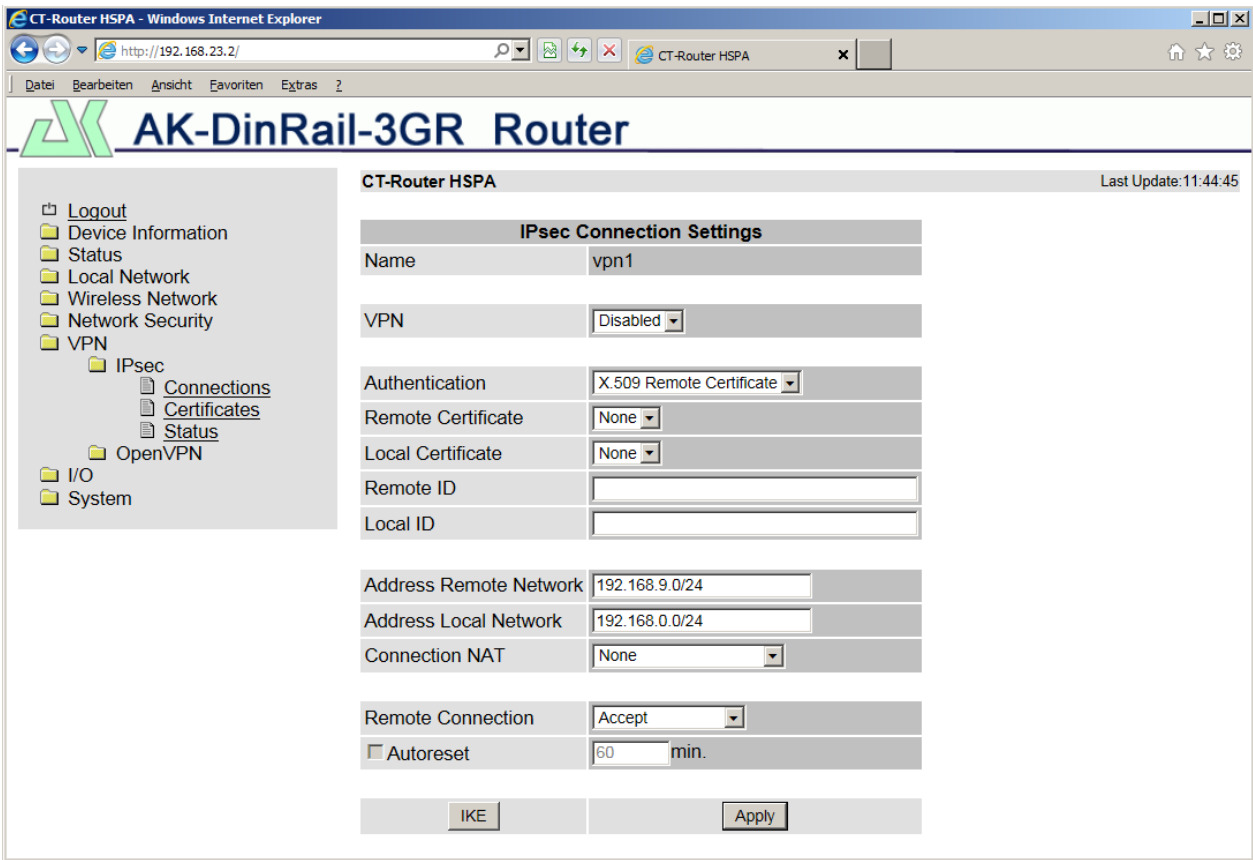 CT-Router HSPA - Windows Internet Explorer
http://192.168.23.2/
CT-Router HSPA
Datei Bearbeiten Ansicht Favoriten Extras ?
AK-DinRail-3GR Router
CT-Router HSPA Last Update:11:44:45
Logout
Device Information
Status
Local Network
Wireless Network
Network Security
VPN
IPsec
Connections
Certificates
Status
OpenVPN
I/O
System
IPsec Connection Settings
Name vpn1
VPN Disabled
Authentication X.509 Remote Certificate
Remote Certificate None
Local Certificate None
Remote ID
Local ID
Address Remote Network 192.168.9.0/24
Address Local Network 192.168.0.0/24
Connection NAT None
Remote Connection Accept
Autoreset 60 min.
IKE Apply